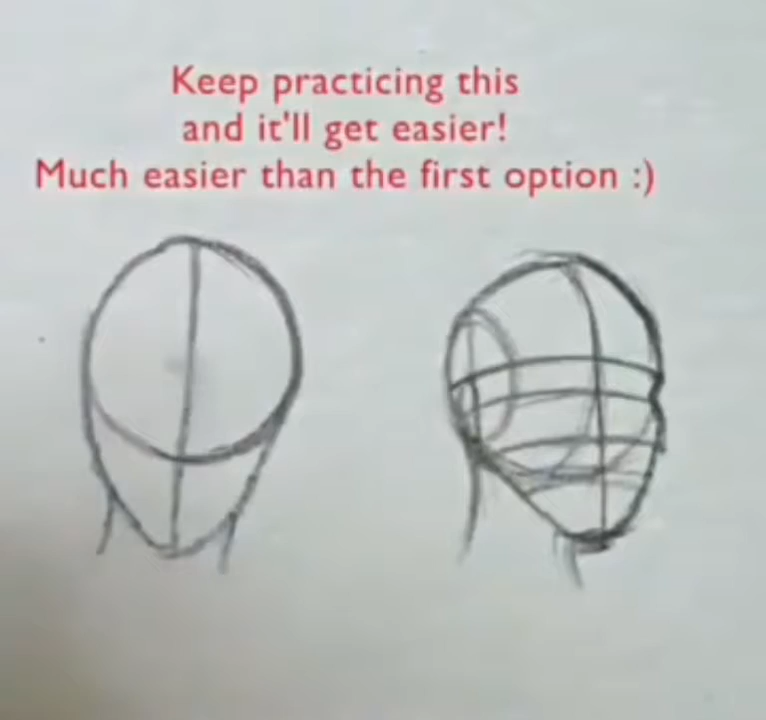 Keep practicing this
and it'll get easier!
Much easier than the first option :)